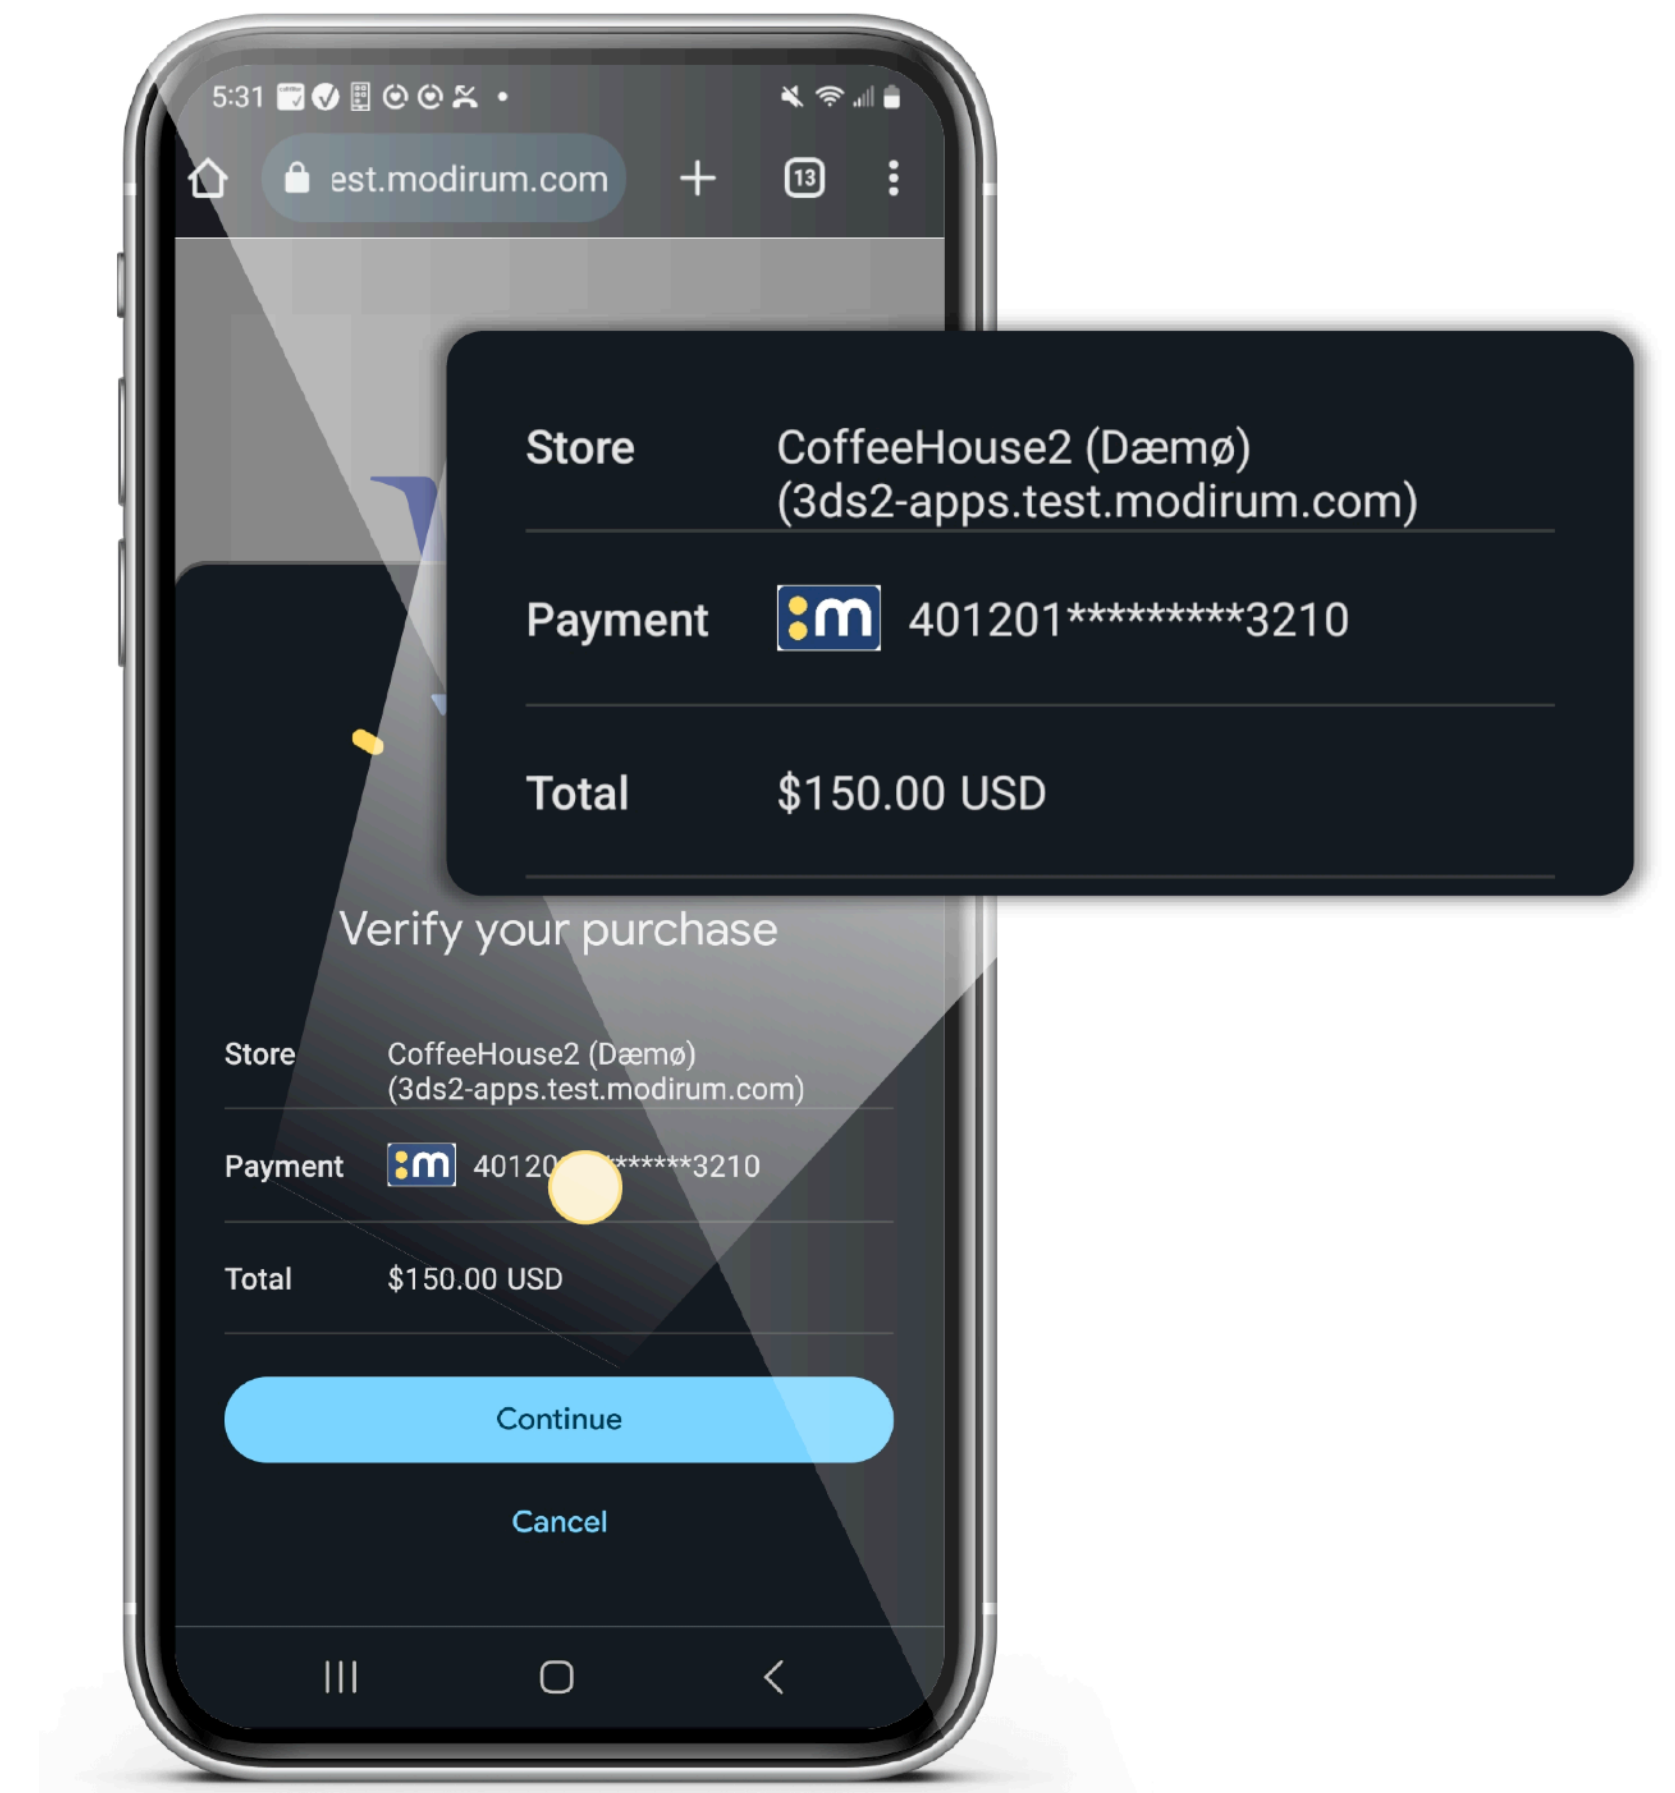 5:31
est.modirum.com
13
Store CoffeeHouse2 (Dæmø)
(3ds2-apps.test.modirum.com)
Payment :m 401201*********3210
Total $150.00 USD
Verify your purchase
Store CoffeeHouse2 (Dæmø)
(3ds2-apps.test.modirum.com)
Payment :m 40120 *******3210
Total $150.00 USD
Continue
Cancel